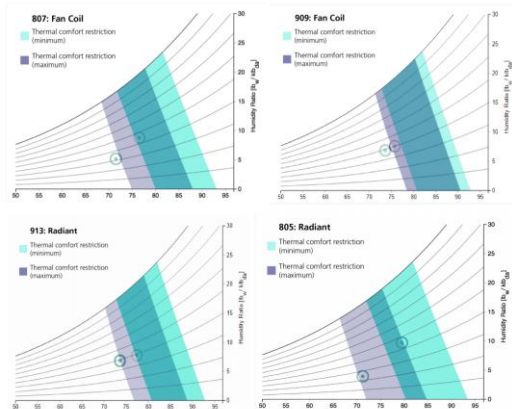 807: Fan Coil
Thermal comfort restriction
(minimum)
Thermal comfort restriction
(maximum)
30
25
20
15
10
5
0
Humidity Ratio [lbw / klbda]
50 55 60 65 70 75 80 85 90 95
909: Fan Coil
Thermal comfort restriction
(minimum)
Thermal comfort restriction
(maximum)
30
25
20
15
10
5
0
Humidity Ratio [lbw / klbda]
50 55 60 65 70 75 80 85 90 95
913: Radiant
Thermal comfort restriction
(minimum)
Thermal comfort restriction
(maximum)
30
25
20
15
10
5
0
Humidity Ratio [lbw / klbda]
50 55 60 65 70 75 80 85 90 95
805: Radiant
Thermal comfort restriction
(minimum)
Thermal comfort restriction
(maximum)
30
25
20
15
10
5
0
Humidity Ratio [lbw / klbda]
50 55 60 65 70 75 80 85 90 95